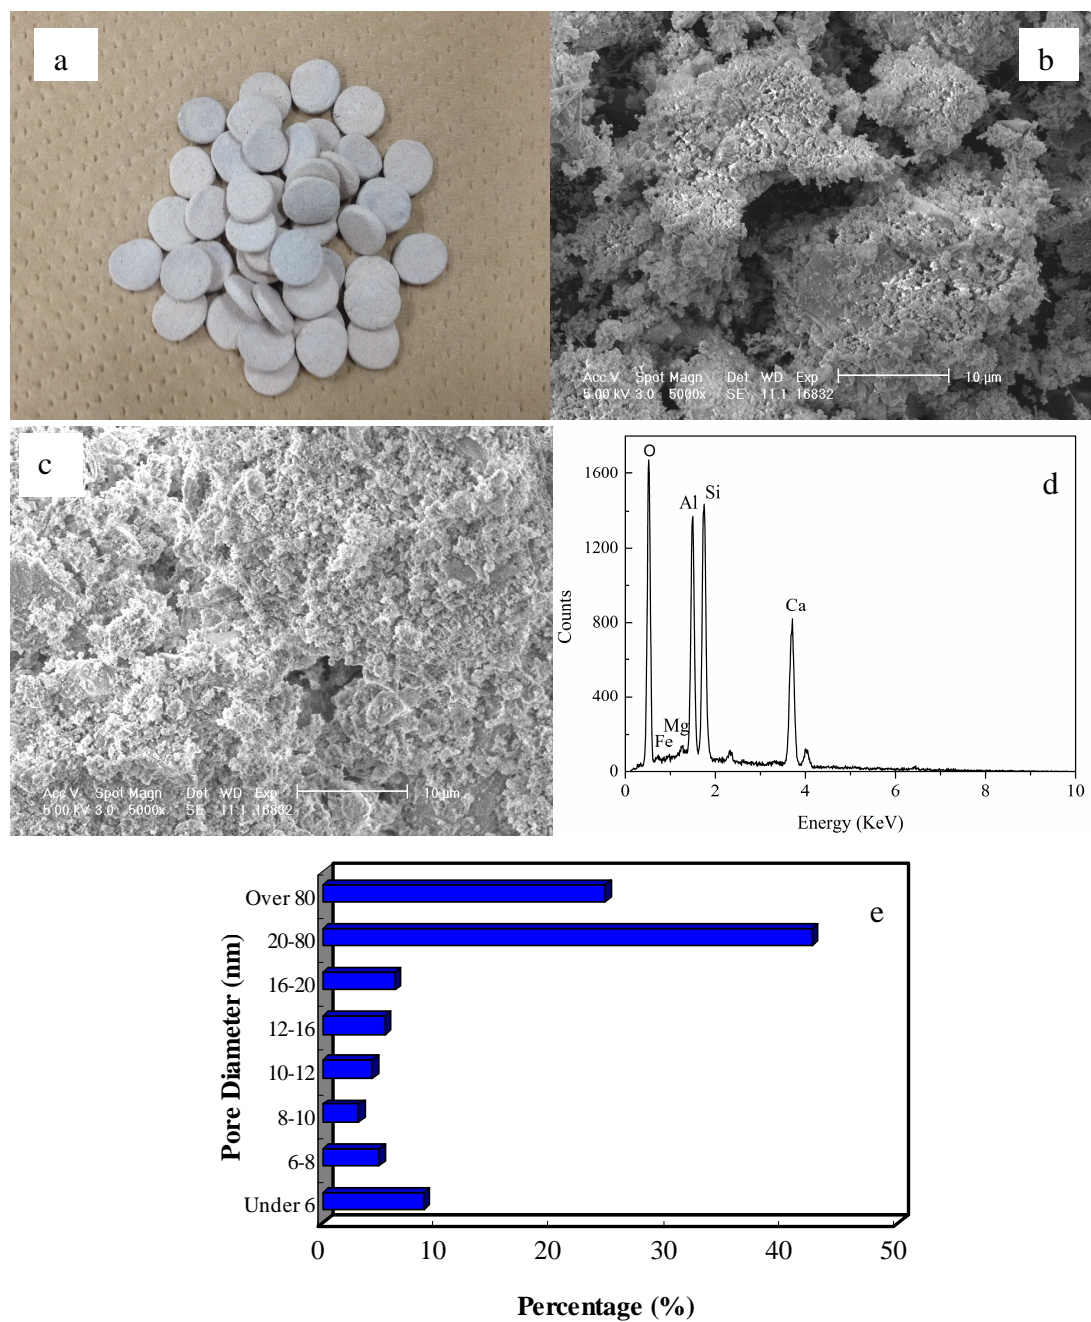 a
b
Acc.V Spot Magn Det WD Exp
5.00 kV 3.0 5000x SE 11.1 16832
10 µm
c
Acc.V Spot Magn Det WD Exp
5.00 kV 3.0 5000x SE 11.1 16832
10 µm
d
O
Al
Si
Ca
Mg
Fe
1600
1200
800
400
0
0 2 4 6 8 10
Counts
Energy (KeV)
e
Pore Diameter (nm)
Over 80
20-80
16-20
12-16
10-12
8-10
6-8
Under 6
0 10 20 30 40 50
Percentage (%)